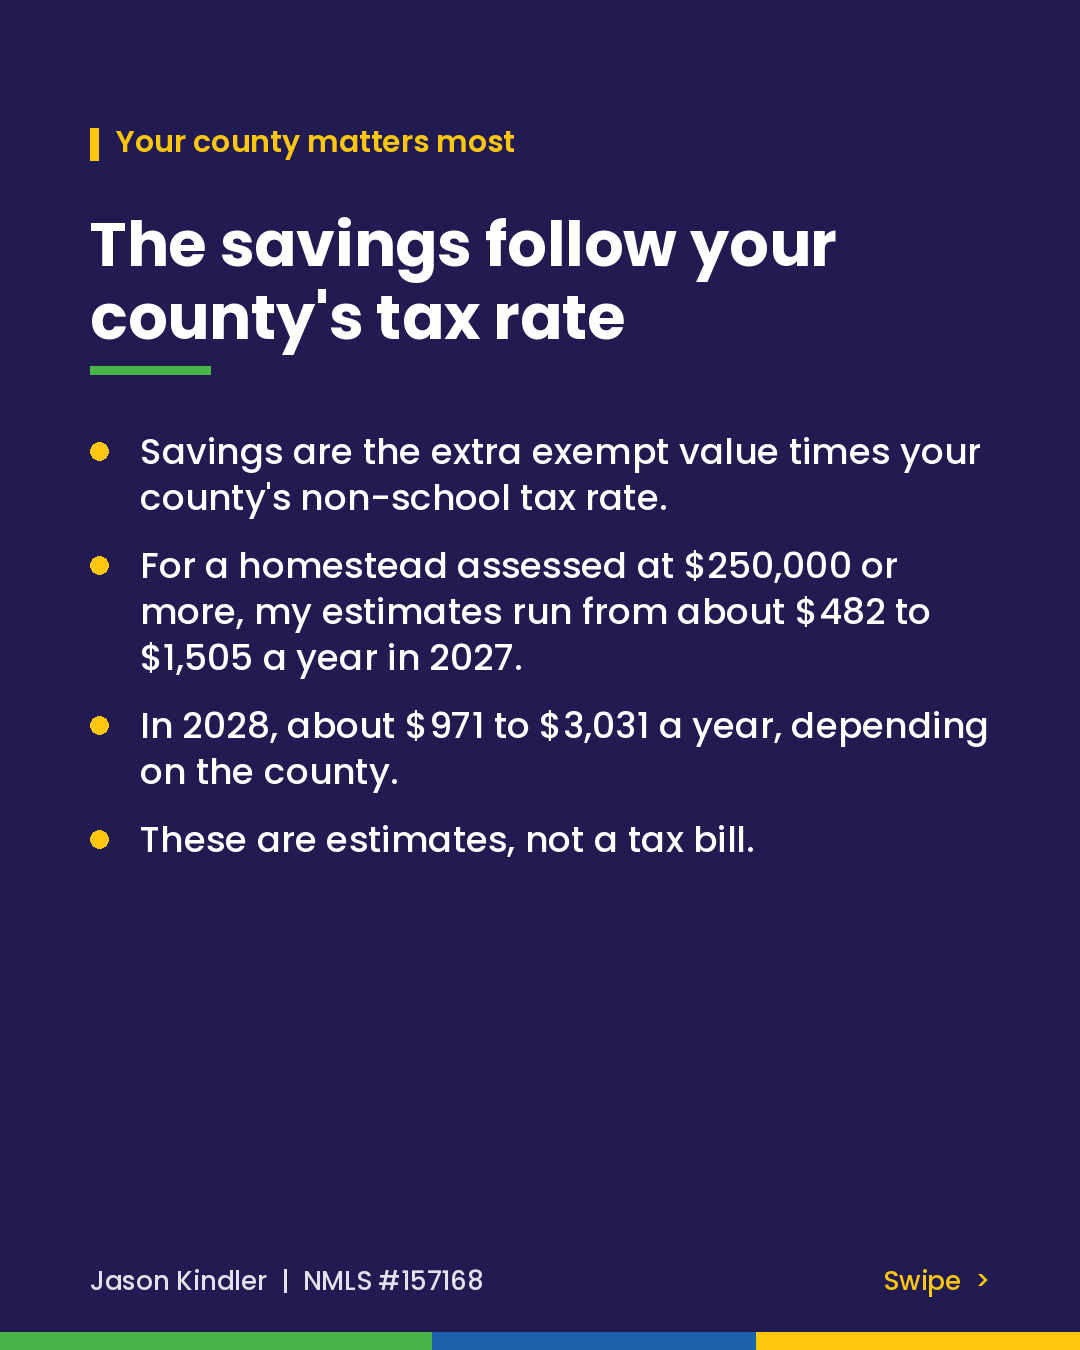 Your county matters most
The savings follow your
county's tax rate
Savings are the extra exempt value times your
county's non-school tax rate.
For a homestead assessed at $250,000 or
more, my estimates run from about $482 to
$1,505 a year in 2027.
In 2028, about $971 to $3,031 a year, depending
on the county.
These are estimates, not a tax bill.
Jason Kindler | NMLS #157168
Swipe >